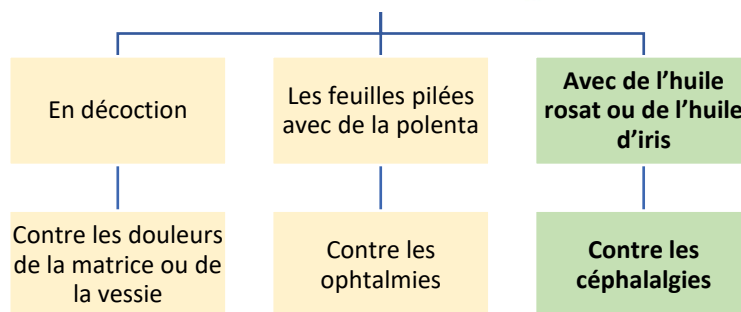 En décoction
Les feuilles pilées
avec de la polenta
Avec de l’huile
rosat ou de l’huile
d’iris
Contre les douleurs
de la matrice ou de
la vessie
Contre les
ophtalmies
Contre les
céphalalgies